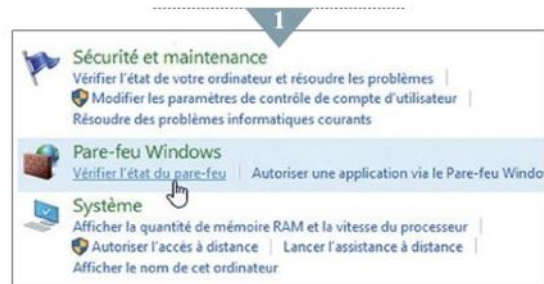 1
Sécurité et maintenance
Vérifier l'état de votre ordinateur et résoudre les problèmes
Modifier les paramètres de contrôle de compte d'utilisateur
Résoudre des problèmes informatiques courants
Pare-feu Windows
Vérifier l'état du pare-feu Autoriser une application via le Pare-feu Windo
Système
Afficher la quantité de mémoire RAM et la vitesse du processeur
Autoriser l'accès à distance Lancer l'assistance à distance
Afficher le nom de cet ordinateur